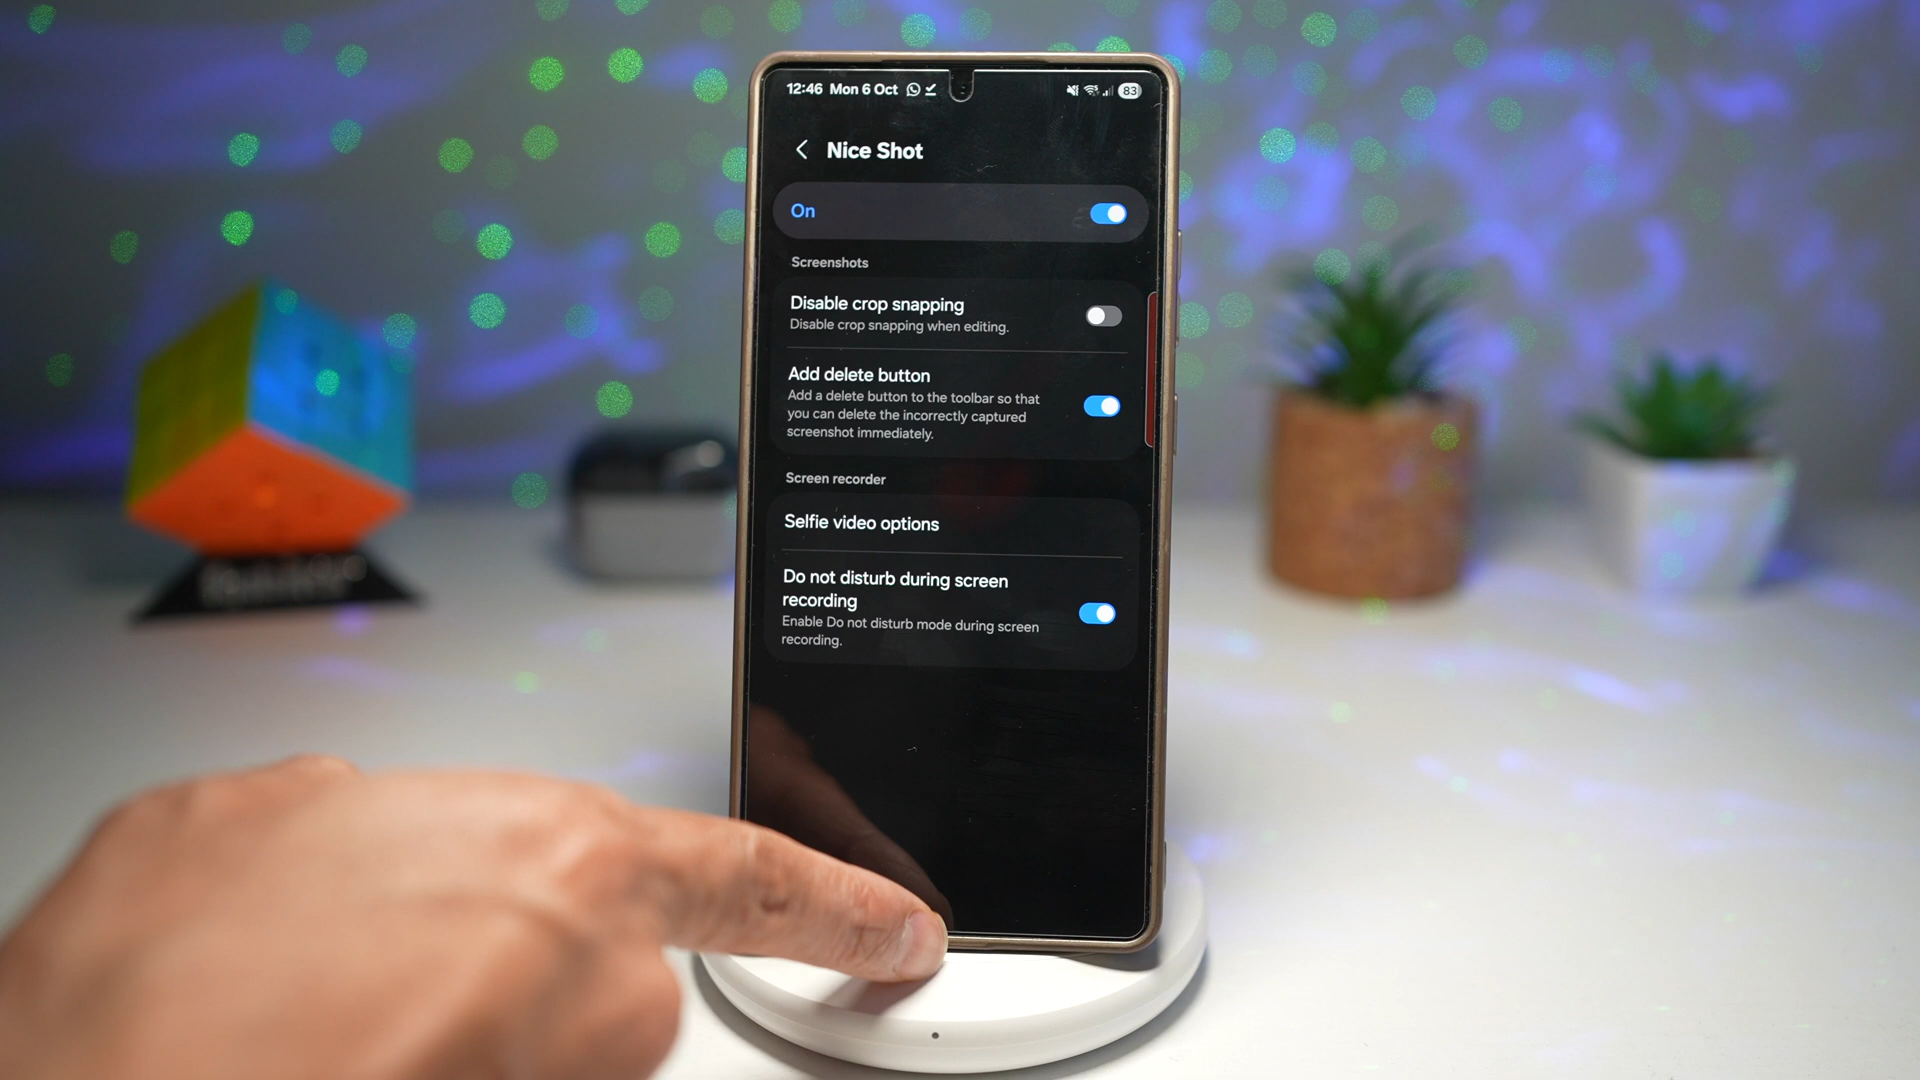 12:46 Mon 6 Oct
83
Nice Shot
On
Screenshots
Disable crop snapping
Disable crop snapping when editing.
Add delete button
Add a delete button to the toolbar so that
you can delete the incorrectly captured
screenshot immediately.
Screen recorder
Selfie video options
Do not disturb during screen
recording
Enable Do not disturb mode during screen
recording.